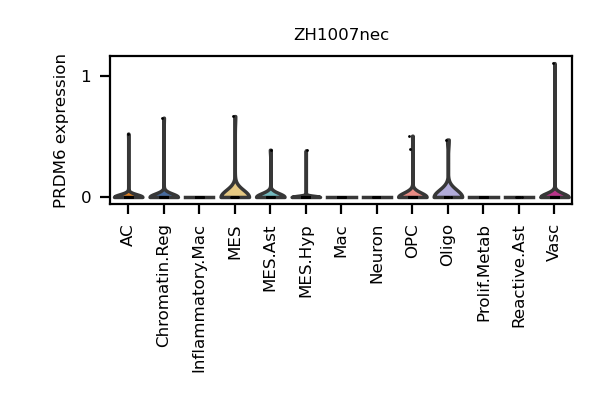 ZH1007nec
PRDM6 expression
1
0
AC
Chromatin.Reg
Inflammatory.Mac
MES
MES.Ast
MES.Hyp
Mac
Neuron
OPC
Oligo
Prolif.Metab
Reactive.Ast
Vasc